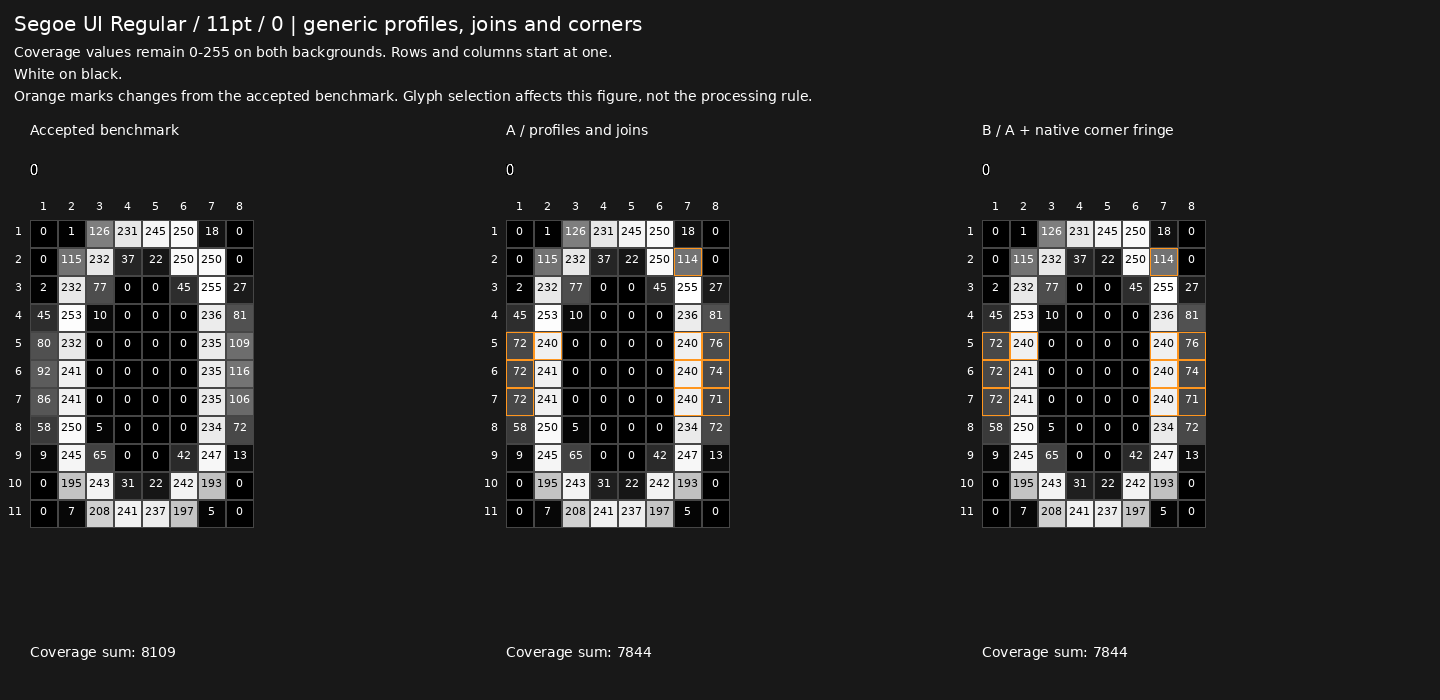 Segoe UI Regular / 11pt / 0 | generic profiles, joins and corners
Coverage values remain 0-255 on both backgrounds. Rows and columns start at one.
White on black.
Orange marks changes from the accepted benchmark. Glyph selection affects this figure, not the processing rule.
Accepted benchmark
0
1 2 3 4 5 6 7 8
1 0 1 126 231 245 250 18 0
2 0 115 232 37 22 250 250 0
3 2 232 77 0 0 45 255 27
4 45 253 10 0 0 0 236 81
5 80 232 0 0 0 0 235 109
6 92 241 0 0 0 0 235 116
7 86 241 0 0 0 0 235 106
8 58 250 5 0 0 0 234 72
9 9 245 65 0 0 42 247 13
10 0 195 243 31 22 242 193 0
11 0 7 208 241 237 197 5 0
Coverage sum: 8109
A / profiles and joins
0
1 2 3 4 5 6 7 8
1 0 1 126 231 245 250 18 0
2 0 115 232 37 22 250 114 0
3 2 232 77 0 0 45 255 27
4 45 253 10 0 0 0 236 81
5 72 240 0 0 0 0 240 76
6 72 241 0 0 0 0 240 74
7 72 241 0 0 0 0 240 71
8 58 250 5 0 0 0 234 72
9 9 245 65 0 0 42 247 13
10 0 195 243 31 22 242 193 0
11 0 7 208 241 237 197 5 0
Coverage sum: 7844
B / A + native corner fringe
0
1 2 3 4 5 6 7 8
1 0 1 126 231 245 250 18 0
2 0 115 232 37 22 250 114 0
3 2 232 77 0 0 45 255 27
4 45 253 10 0 0 0 236 81
5 72 240 0 0 0 0 240 76
6 72 241 0 0 0 0 240 74
7 72 241 0 0 0 0 240 71
8 58 250 5 0 0 0 234 72
9 9 245 65 0 0 42 247 13
10 0 195 243 31 22 242 193 0
11 0 7 208 241 237 197 5 0
Coverage sum: 7844